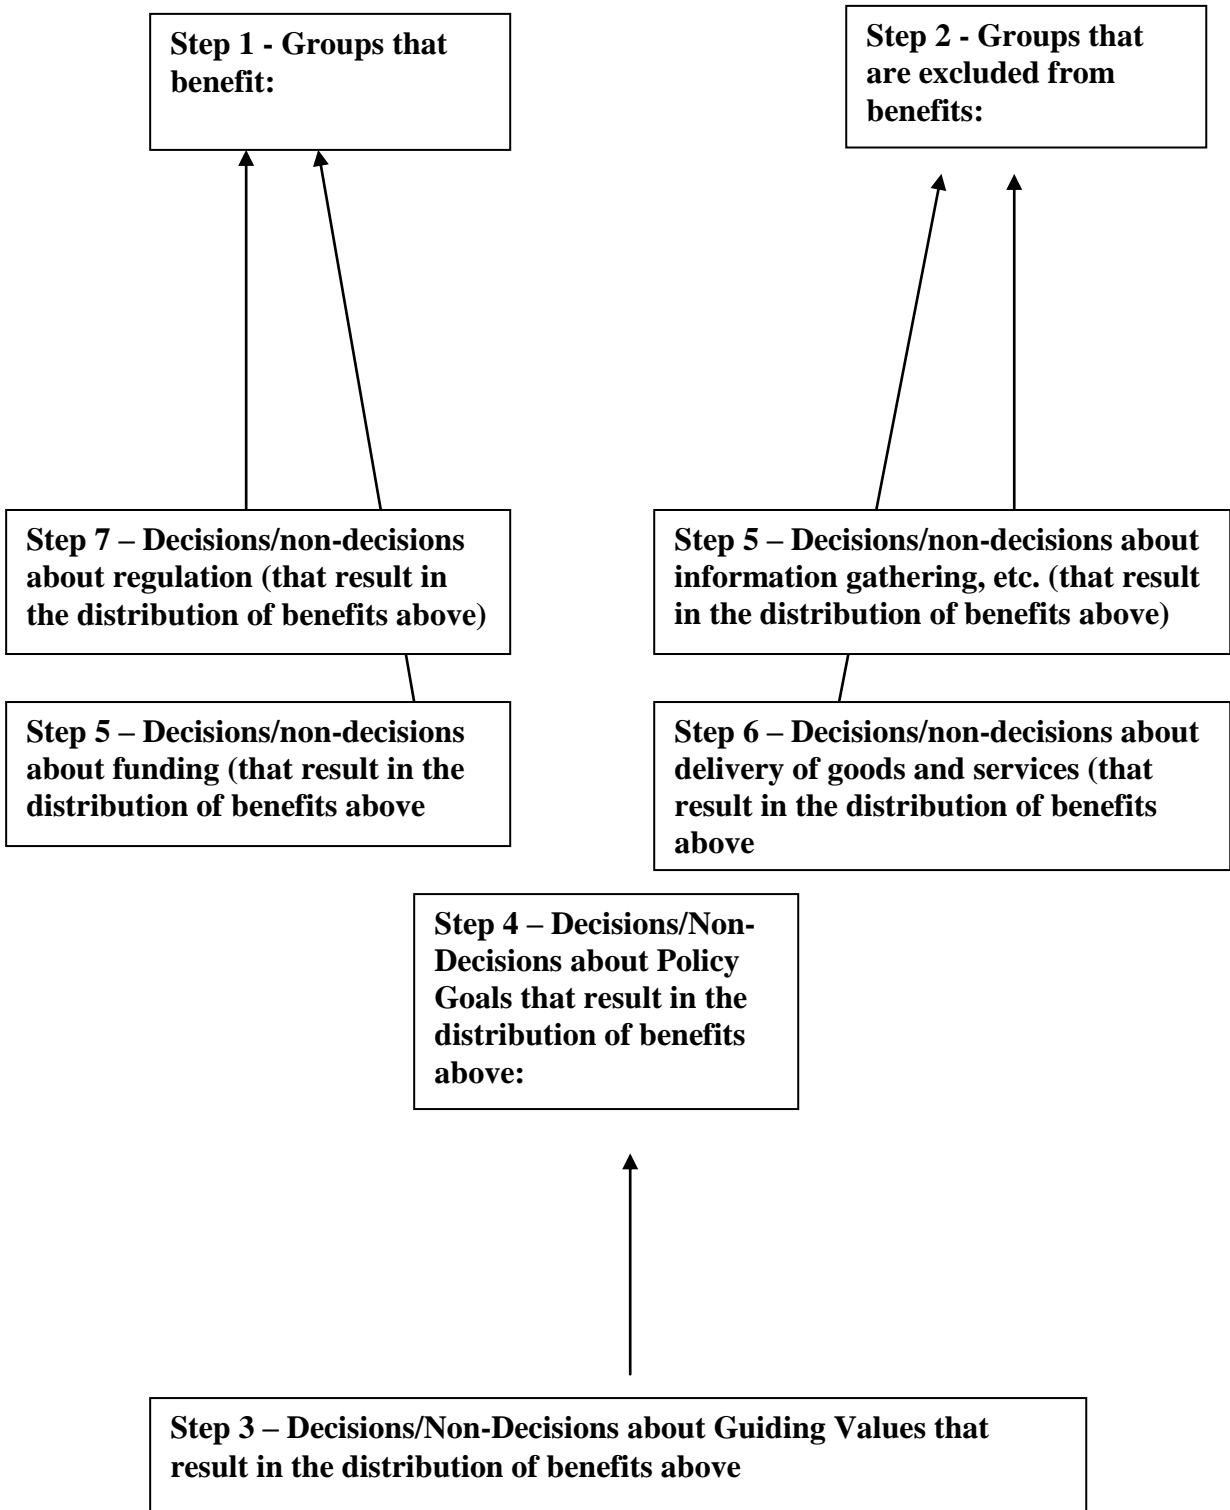 Step 1 - Groups that
benefit:
Step 2 - Groups that
are excluded from
benefits:
Step 7 – Decisions/non-decisions
about regulation (that result in
the distribution of benefits above)
Step 5 – Decisions/non-decisions about
information gathering, etc. (that result
in the distribution of benefits above)
Step 5 – Decisions/non-decisions
about funding (that result in the
distribution of benefits above
Step 6 – Decisions/non-decisions about
delivery of goods and services (that
result in the distribution of benefits
above
Step 4 – Decisions/Non-
Decisions about Policy
Goals that result in the
distribution of benefits
above:
Step 3 – Decisions/Non-Decisions about Guiding Values that
result in the distribution of benefits above